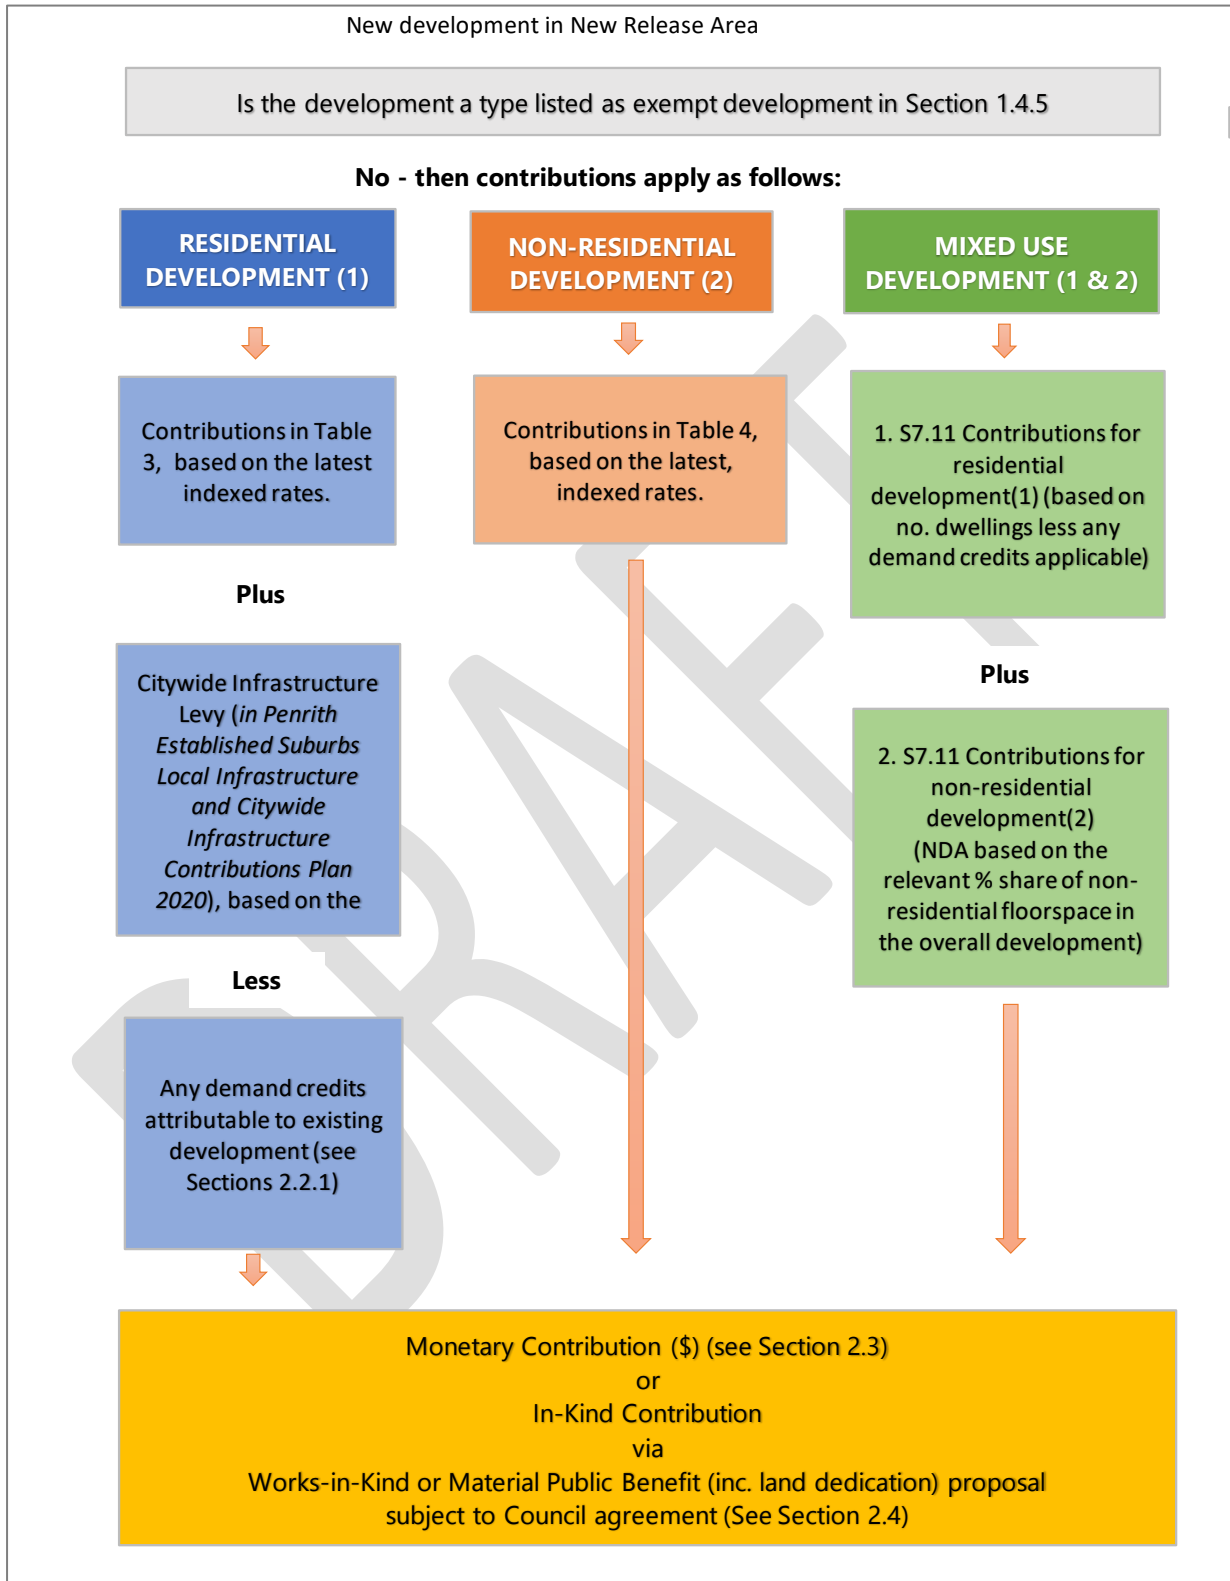 New development in New Release Area
Is the development a type listed as exempt development in Section 1.4.5
No - then contributions apply as follows:
RESIDENTIAL
DEVELOPMENT (1)
Contributions in Table
3, based on the latest
indexed rates.
Plus
Citywide Infrastructure
Levy (in Penrith
Established Suburbs
Local Infrastructure
and Citywide
Infrastructure
Contributions Plan
2020), based on the
Less
Any demand credits
attributable to existing
development (see
Sections 2.2.1)
NON-RESIDENTIAL
DEVELOPMENT (2)
Contributions in Table 4,
based on the latest,
indexed rates.
MIXED USE
DEVELOPMENT (1 & 2)
1. S7.11 Contributions for
residential
development(1) (based on
no. dwellings less any
demand credits applicable)
Plus
2. S7.11 Contributions for
non-residential
development(2)
(NDA based on the
relevant % share of non-
residential floorspace in
the overall development)
Monetary Contribution ($) (see Section 2.3)
or
In-Kind Contribution
via
Works-in-Kind or Material Public Benefit (inc. land dedication) proposal
subject to Council agreement (See Section 2.4)
DRAFT